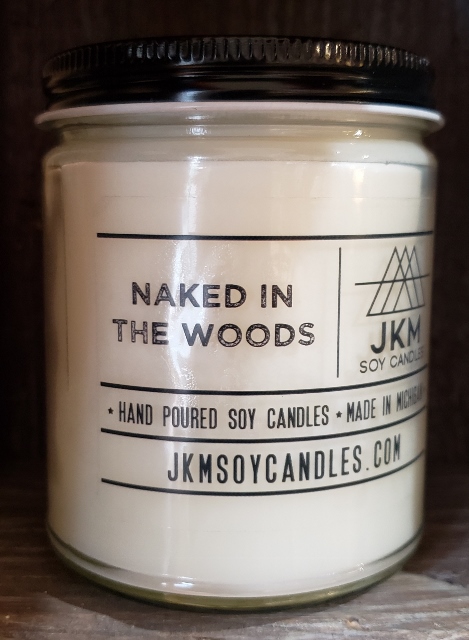 NAKED IN
THE WOODS
JKM
SOY CANDLES
* HAND POURED SOY CANDLES * MADE IN MICHIGAN
JKMSOYCANDLES.COM